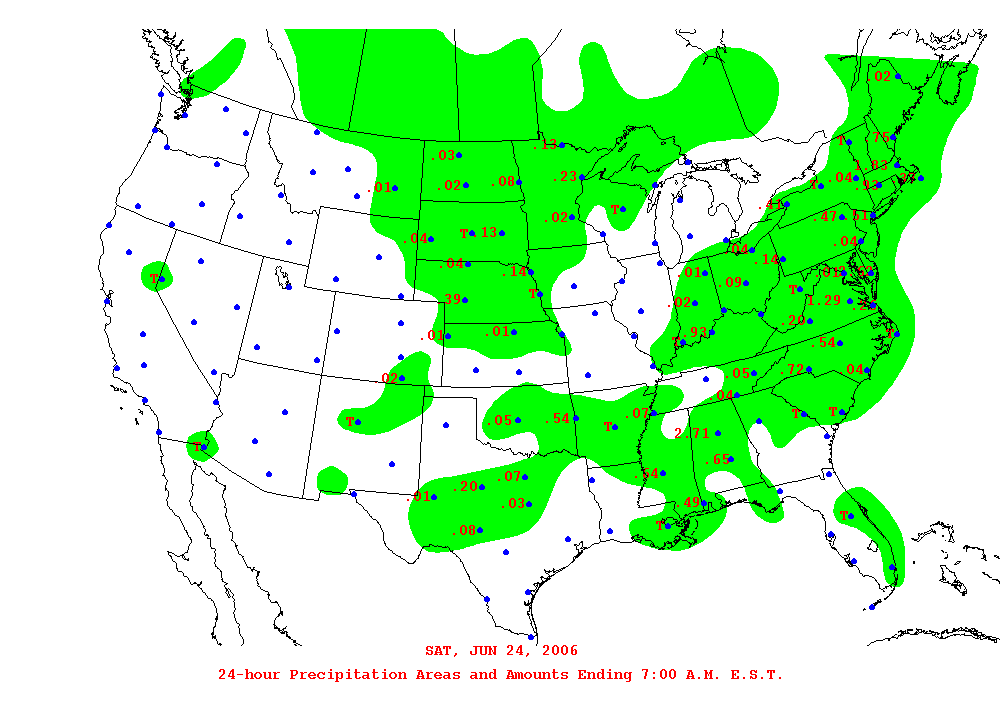 .02
.75
T
.13
.03
1.83
.04
.23
.02
.08
.01
T
.41
T
.02
.47
.51
.04
T
.13
.04
.04
.14
.04
.14
.01
.01
T
.09
T
.39
.02
1.29
.20
.01
.01
.93
T
T
.54
.02
.05
.72
.04
.04
.07
T
T
T
.05
.54
T
2.71
T
.65
.54
.07
.20
.01
.03
.49
T
T
.08
SAT, JUN 24, 2006
24-hour Precipitation Areas and Amounts Ending 7:00 A.M. E.S.T.